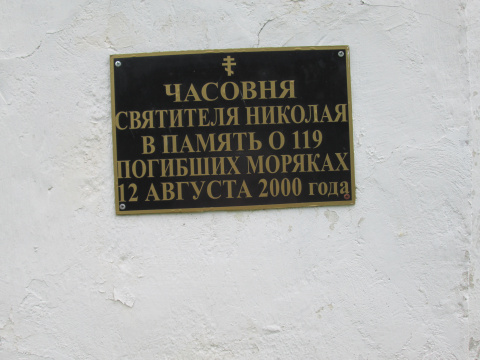 ЧАСОВНЯ
СВЯТИТЕЛЯ НИКОЛАЯ
В ПАМЯТЬ О 119
ПОГИБШИХ МОРЯКАХ
12 АВГУСТА 2000 года